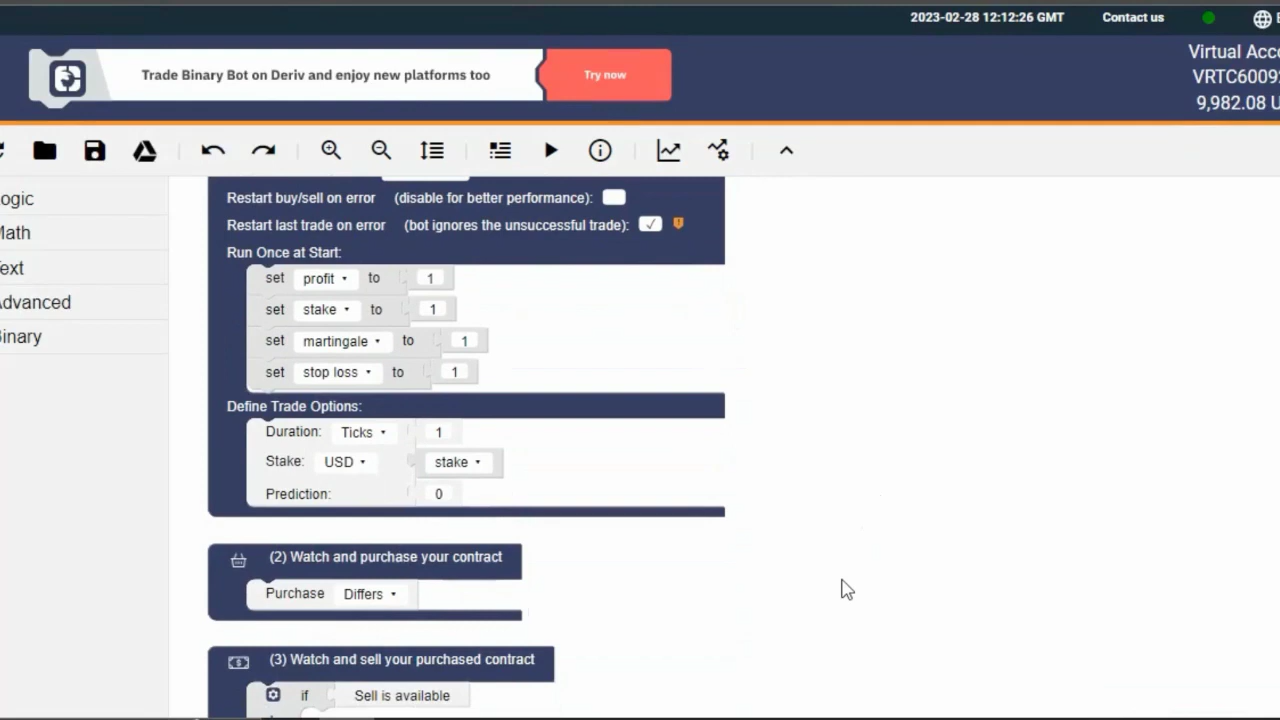 2023-02-28 12:12:26 GMT Contact us
Trade Binary Bot on Deriv and enjoy new platforms too
Try now
Virtual Acco
VRTC6009
9,982.08 U
ogic
Math
ext
Advanced
inary
Restart buy/sell on error (disable for better performance):
Restart last trade on error (bot ignores the unsuccessful trade): ✓
Run Once at Start:
set profit to 1
set stake to 1
set martingale to 1
set stop loss to 1
Define Trade Options:
Duration: Ticks 1
Stake: USD stake
Prediction: 0
(2) Watch and purchase your contract
Purchase Differs
(3) Watch and sell your purchased contract
if Sell is available